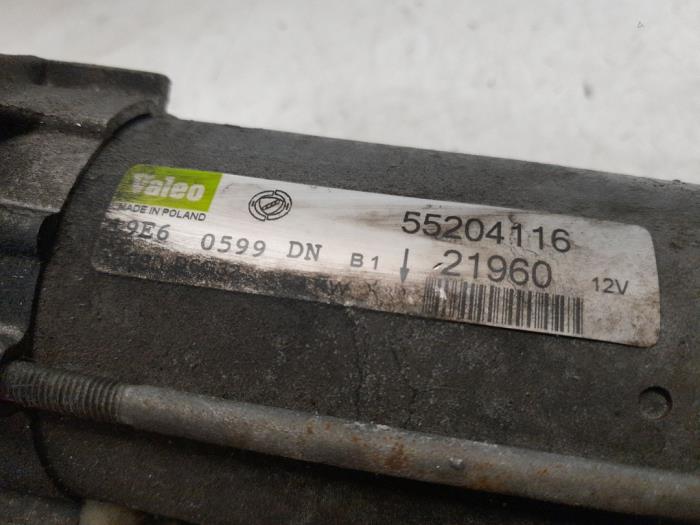 Valeo
MADE IN POLAND
9E6 0599 DN B1
55204116
21960 12V